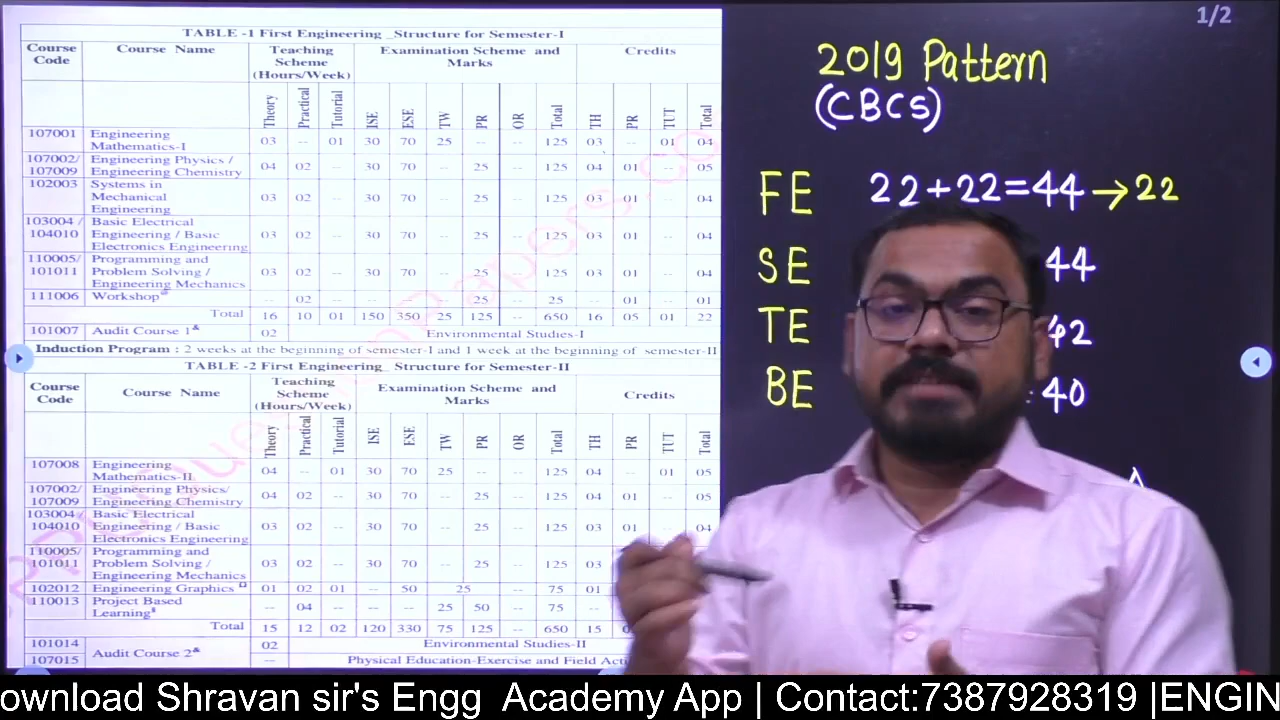 1/2
TABLE -1 First Engineering _Structure for Semester-I
Course Code | Course Name | Teaching Scheme (Hours/Week) | Examination Scheme and Marks | Credits
Theory | Practical | Tutorial | ISE | ESE | TW | PR | OR | Total | TH | PR | TUT | Total
107001 | Engineering Mathematics-I | 03 | -- | 01 | 30 | 70 | 25 | -- | -- | 125 | 03 | -- | 01 | 04
107002/ 107009 | Engineering Physics / Engineering Chemistry | 04 | 02 | -- | 30 | 70 | -- | 25 | -- | 125 | 04 | 01 | -- | 05
102003 | Systems in Mechanical Engineering | 03 | 02 | -- | 30 | 70 | -- | 25 | -- | 125 | 03 | 01 | -- | 04
103004 / 104010 | Basic Electrical Engineering / Basic Electronics Engineering | 03 | 02 | -- | 30 | 70 | -- | 25 | -- | 125 | 03 | 01 | -- | 04
110005/ 101011 | Programming and Problem Solving / Engineering Mechanics | 03 | 02 | -- | 30 | 70 | -- | 25 | -- | 125 | 03 | 01 | -- | 04
111006 | Workshop@ | -- | 02 | -- | -- | -- | -- | 25 | -- | 25 | -- | 01 | -- | 01
Total | 16 | 10 | 01 | 150 | 350 | 25 | 125 | -- | 650 | 16 | 05 | 01 | 22
101007 | Audit Course 1& | 02 | Environmental Studies-I
Induction Program : 2 weeks at the beginning of semester-I and 1 week at the beginning of semester-II
TABLE -2 First Engineering_ Structure for Semester-II
Course Code | Course Name | Teaching Scheme (Hours/Week) | Examination Scheme and Marks | Credits
Theory | Practical | Tutorial | ISE | ESE | TW | PR | OR | Total | TH | PR | TUT | Total
107008 | Engineering Mathematics-II | 04 | -- | 01 | 30 | 70 | 25 | -- | -- | 125 | 04 | -- | 01 | 05
107002/ 107009 | Engineering Physics/ Engineering Chemistry | 04 | 02 | -- | 30 | 70 | -- | 25 | -- | 125 | 04 | 01 | -- | 05
103004 / 104010 | Basic Electrical Engineering / Basic Electronics Engineering | 03 | 02 | -- | 30 | 70 | -- | 25 | -- | 125 | 03 | 01 | -- | 04
110005/ 101011 | Programming and Problem Solving / Engineering Mechanics | 03 | 02 | -- | 30 | 70 | -- | 25 | -- | 125 | 03
102012 | Engineering Graphics Ω | 01 | 02 | 01 | -- | 50 | 25 | -- | 75 | 01
110013 | Project Based Learning | -- | 04 | -- | -- | -- | 25 | 50 | -- | 75 | --
Total | 15 | 12 | 02 | 120 | 330 | 75 | 125 | -- | 650 | 15
101014 | Audit Course 2& | 02 | Environmental Studies-II
107015 | -- | Physical Education-Exercise and Field
2019 Pattern
(CBCS)
FE 22+22=44→22
SE 44
TE 42
BE 40
Download Shravan sir's Engg Academy App | Contact:7387928319 |ENGIN